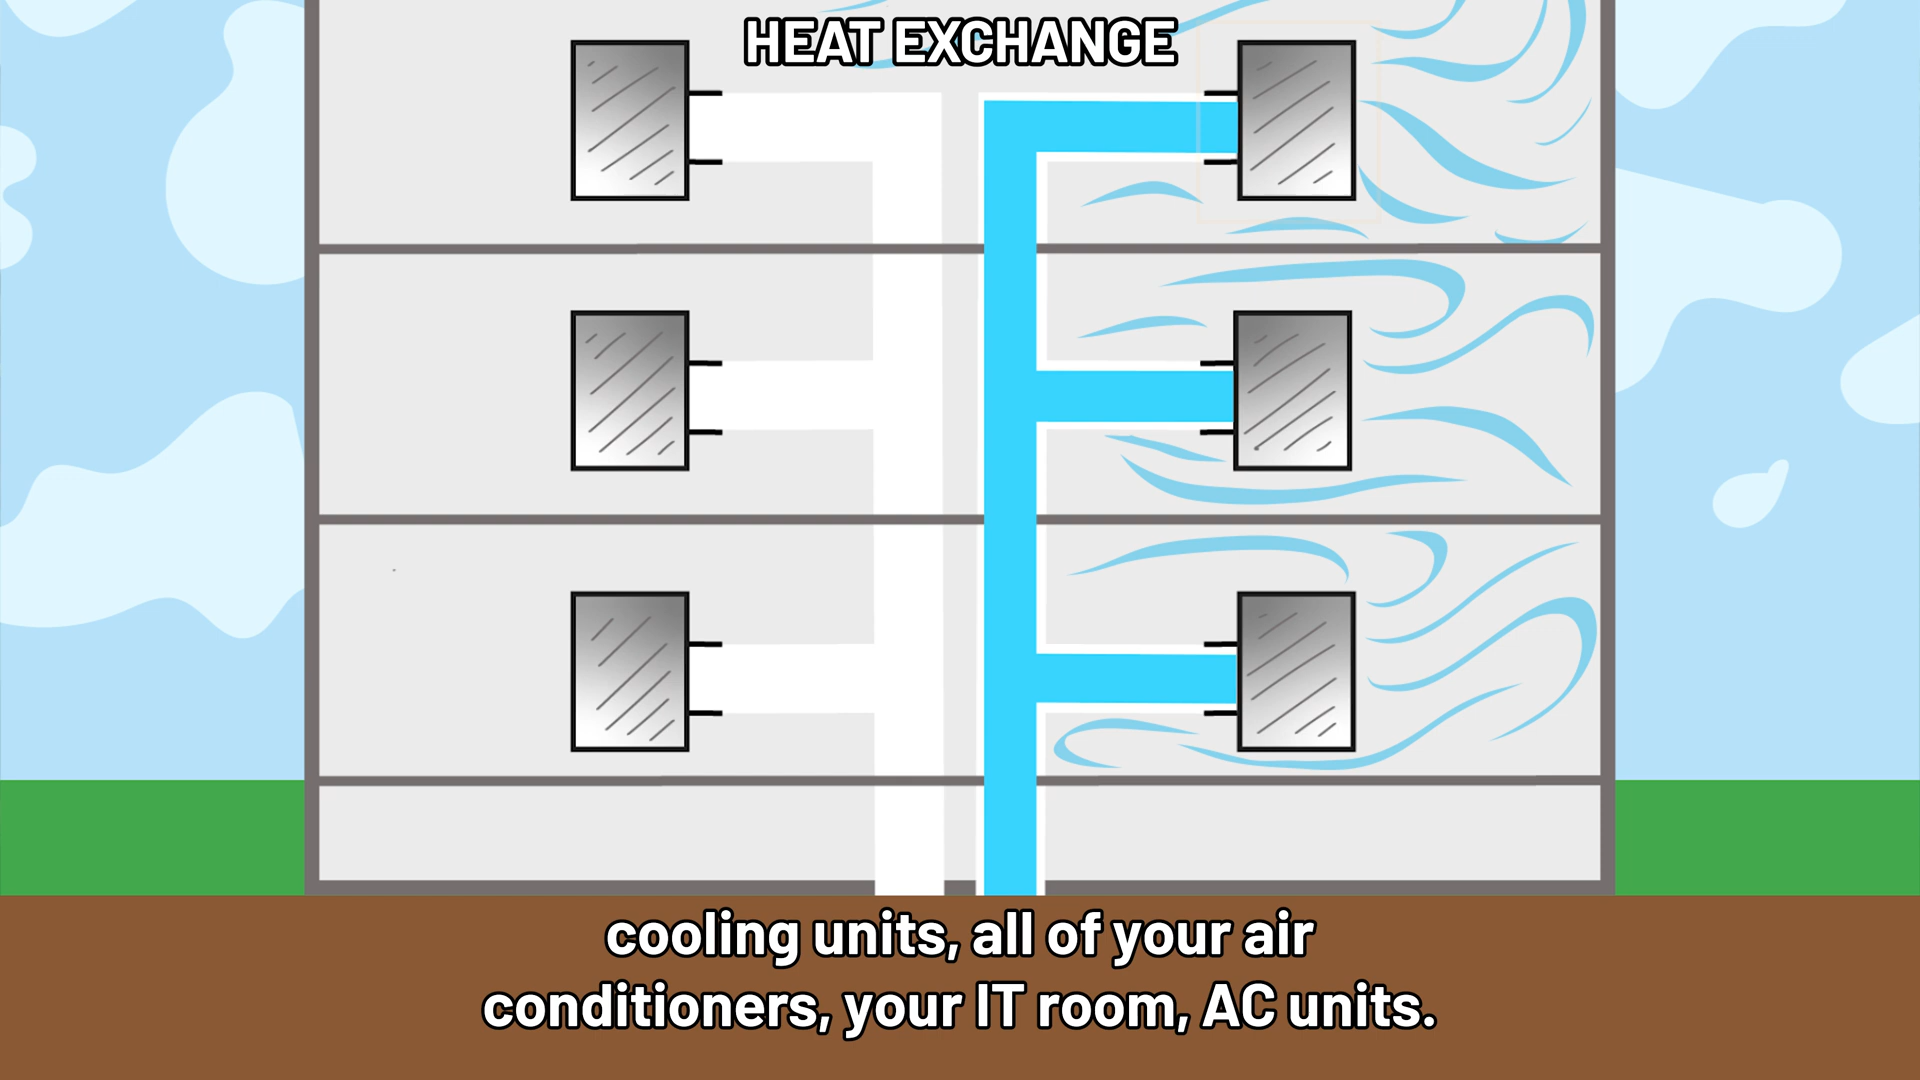 HEAT EXCHANGE
cooling units, all of your air
conditioners, your IT room, AC units.